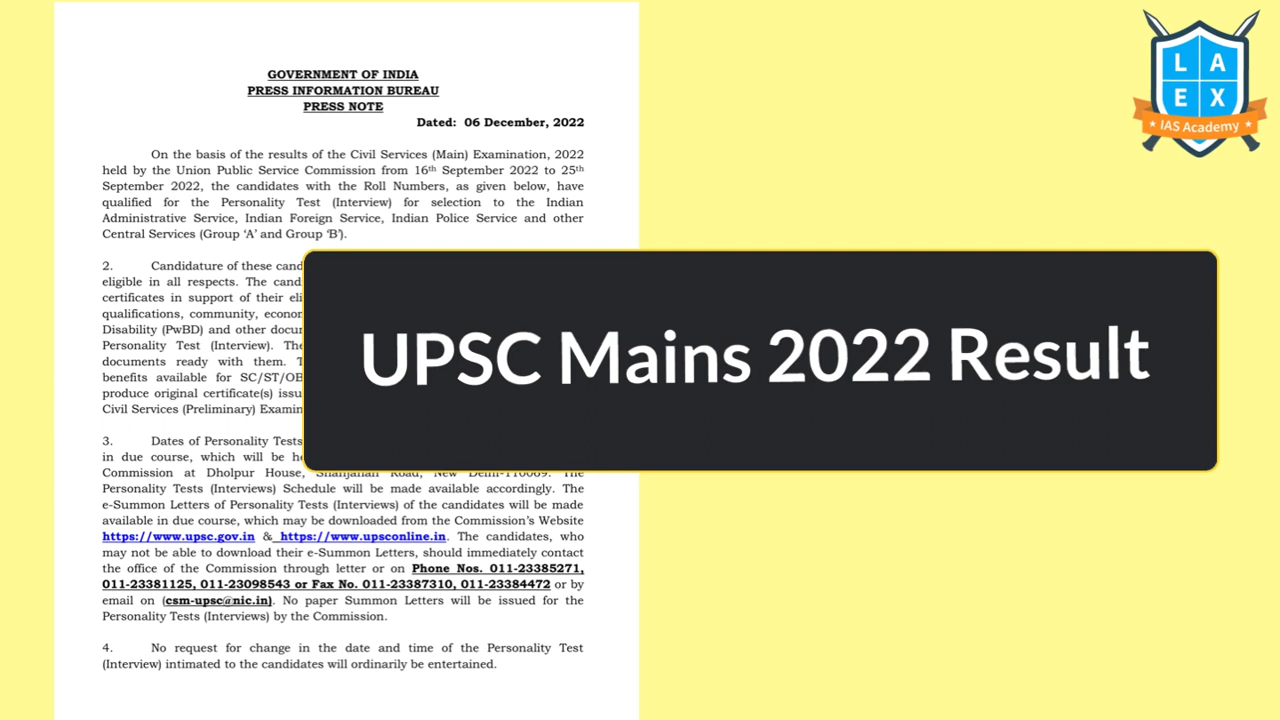 GOVERNMENT OF INDIA
PRESS INFORMATION BUREAU
PRESS NOTE
Dated: 06 December, 2022
On the basis of the results of the Civil Services (Main) Examination, 2022
held by the Union Public Service Commission from 16th September 2022 to 25th
September 2022, the candidates with the Roll Numbers, as given below, have
qualified for the Personality Test (Interview) for selection to the Indian
Administrative Service, Indian Foreign Service, Indian Police Service and other
Central Services (Group ‘A’ and Group ‘B’).
2. Candidature of these
eligible in all respects. The
certificates in support of their
qualifications, community,
Disability (PwBD) and other
Personality Test (Interview).
documents ready with them.
benefits available for
produce original certificate(s)
Civil Services (Preliminary)
3. Dates of Personality Tests
in due course, which will be
Commission at Dholpur House, Shahjahan Road, New Delhi-110069. The
Personality Tests (Interviews) Schedule will be made available accordingly. The
e-Summon Letters of Personality Tests (Interviews) of the candidates will be made
available in due course, which may be downloaded from the Commission’s Website
https://www.upsc.gov.in & https://www.upsconline.in. The candidates, who
may not be able to download their e-Summon Letters, should immediately contact
the office of the Commission through letter or on Phone Nos. 011-23385271,
011-23381125, 011-23098543 or Fax No. 011-23387310, 011-23384472 or by
email on (csm-upsc@nic.in). No paper Summon Letters will be issued for the
Personality Tests (Interviews) by the Commission.
4. No request for change in the date and time of the Personality Test
(Interview) intimated to the candidates will ordinarily be entertained.
UPSC Mains 2022 Result
L A
E X
IAS Academy